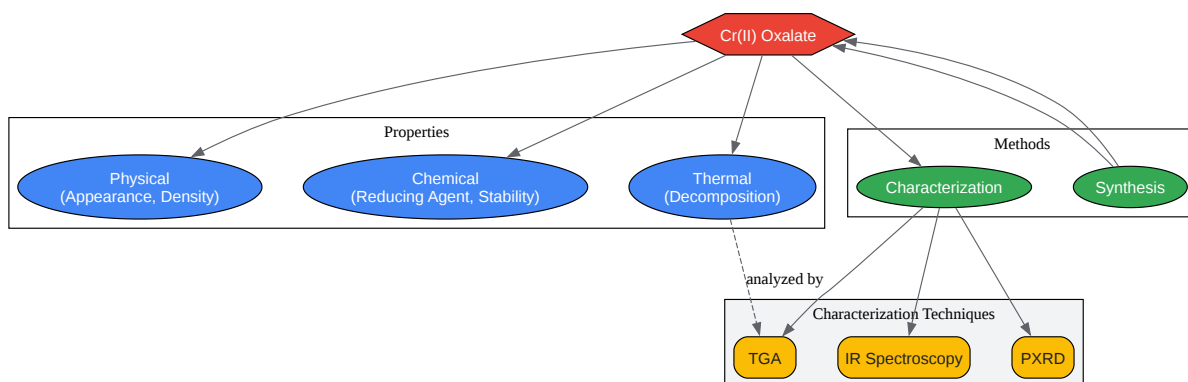 Cr(II) Oxalate
Properties
Methods
Physical
(Appearance, Density)
Chemical
(Reducing Agent, Stability)
Thermal
(Decomposition)
Characterization
Synthesis
analyzed by
Characterization Techniques
TGA
IR Spectroscopy
PXRD